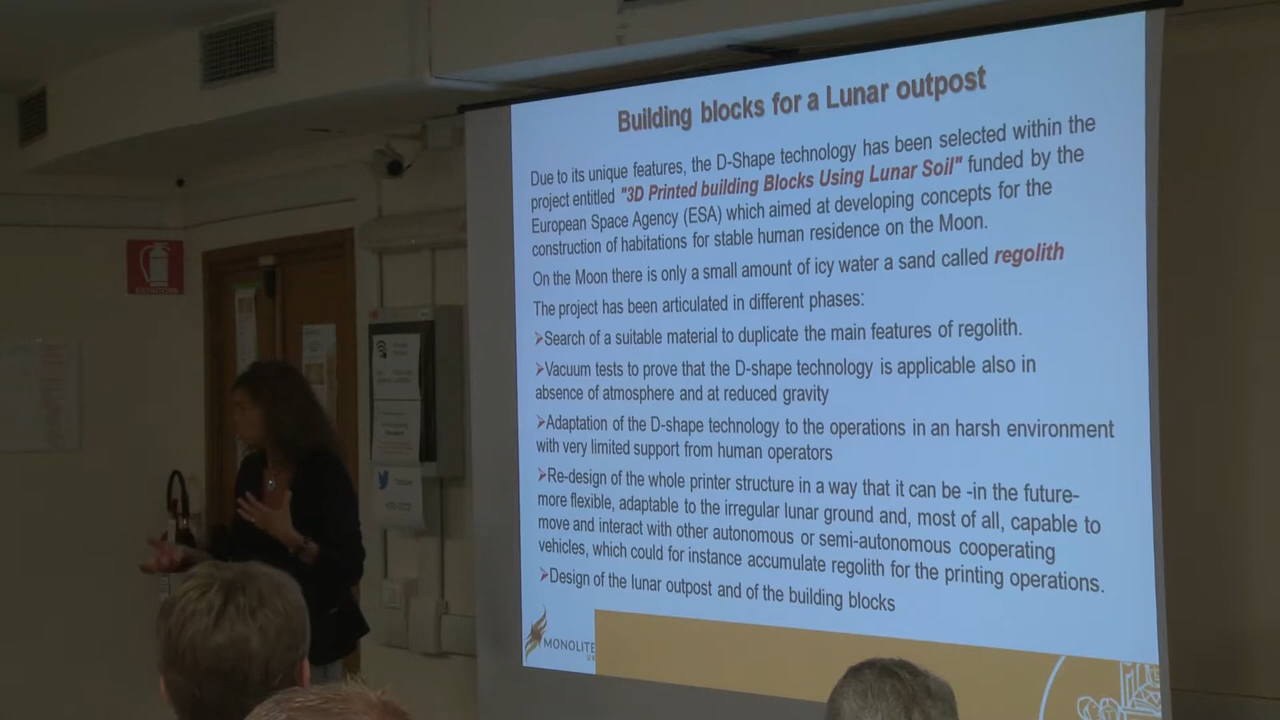 Building blocks for a Lunar outpost
Due to its unique features, the D-Shape technology has been selected within the
project entitled "3D Printed building Blocks Using Lunar Soil" funded by the
European Space Agency (ESA) which aimed at developing concepts for the
construction of habitations for stable human residence on the Moon.
On the Moon there is only a small amount of icy water a sand called regolith
The project has been articulated in different phases:
➢Search of a suitable material to duplicate the main features of regolith.
➢Vacuum tests to prove that the D-shape technology is applicable also in
absence of atmosphere and at reduced gravity
➢Adaptation of the D-shape technology to the operations in an harsh environment
with very limited support from human operators
➢Re-design of the whole printer structure in a way that it can be -in the future-
more flexible, adaptable to the irregular lunar ground and, most of all, capable to
move and interact with other autonomous or semi-autonomous cooperating
vehicles, which could for instance accumulate regolith for the printing operations.
➢Design of the lunar outpost and of the building blocks
MONOLITE
UK